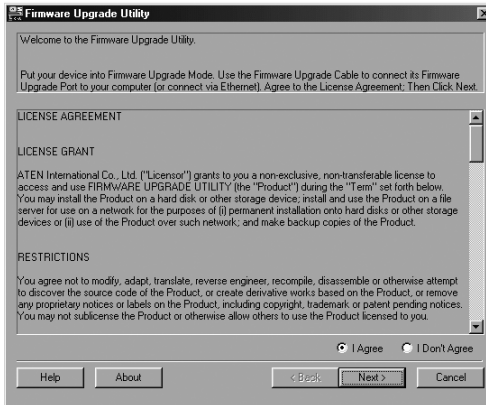 Firmware Upgrade Utility
Welcome to the Firmware Upgrade Utility.
Put your device into Firmware Upgrade Mode. Use the Firmware Upgrade Cable to connect its Firmware
Upgrade Port to your computer (or connect via Ethernet). Agree to the License Agreement; Then Click Next.
LICENSE AGREEMENT
LICENSE GRANT
ATEN International Co., Ltd. ("Licensor") grants to you a non-exclusive, non-transferable license to
access and use FIRMWARE UPGRADE UTILITY (the "Product") during the "Term" set forth below.
You may install the Product on a hard disk or other storage device; install and use the Product on a file
server for use on a network for the purposes of (i) permanent installation onto hard disks or other storage
devices or (ii) use of the Product over such network; and make backup copies of the Product.
RESTRICTIONS
You agree not to modify, adapt, translate, reverse engineer, recompile, disassemble or otherwise attempt
to discover the source code of the Product, or create derivative works based on the Product, or remove
any proprietary notices or labels on the Product, including copyright, trademark or patent pending notices.
You may not sublicense the Product or otherwise allow others to use the Product licensed to you.
I Agree I Don't Agree
Help About < Back Next > Cancel